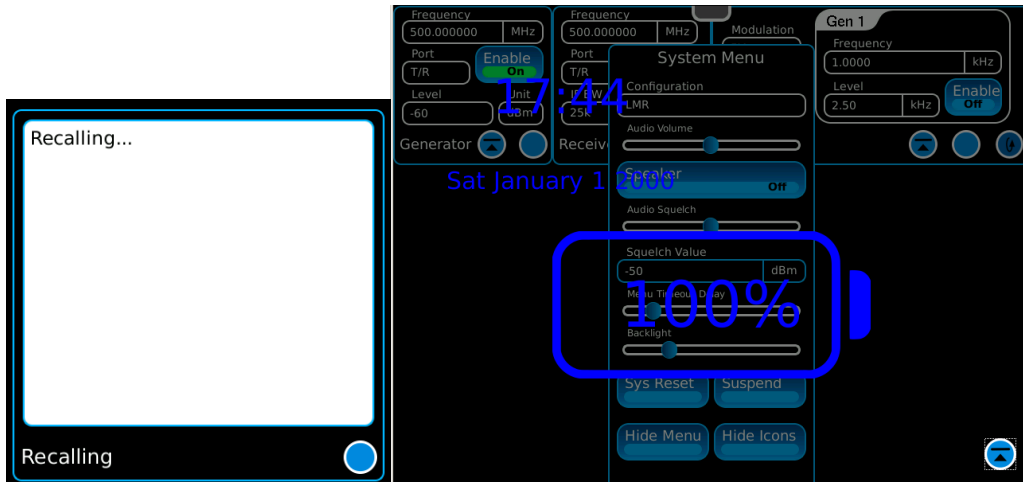 Recalling...
Recalling
Frequency
500.000000 MHz
Port
T/R
Enable
On
Level
Unit
-60
dBm
Generator
Frequency
500.000000 MHz
Port
T/R
IF BW
25k
Receiv
Modulation
System Menu
Configuration
LMR
Audio Volume
Speaker
Off
Audio Squelch
Squelch Value
-50 dBm
Menu Timeout Delay
Backlight
Sys Reset
Suspend
Hide Menu
Hide Icons
17:44
Sat January 1 2000
100%
Gen 1
Frequency
1.0000 kHz
Level
2.50 kHz
Enable
Off